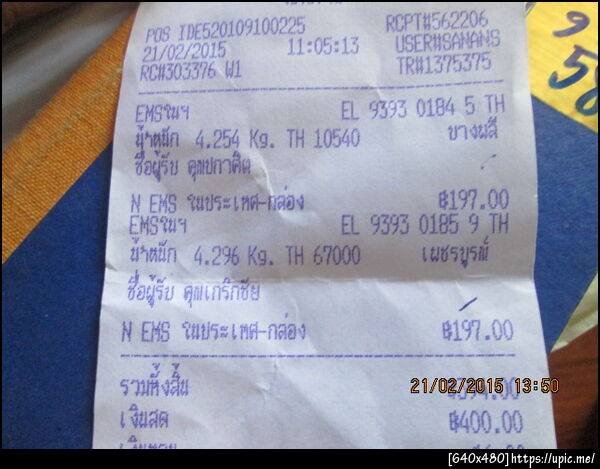 POS IDE520109100225 RCPT#562206
21/02/2015 11:05:13 USER#SANANS
RC#303376 W1 TR#1375375
EMSในฯ EL 9393 0184 5 TH
น้ำหนัก 4.254 Kg. TH 10540 บางพลี
ชื่อผู้รับ คุณปกาศิต
N EMS ในประเทศ-กล่อง ฿197.00
EMSในฯ EL 9393 0185 9 TH
น้ำหนัก 4.296 Kg. TH 67000 เพชรบูรณ์
ชื่อผู้รับ คุณเกริกชัย
N EMS ในประเทศ-กล่อง ฿197.00
รวมทั้งสิ้น
21/02/2015 13:50
เงินสด ฿400.00
[640x480]https://upic.me/